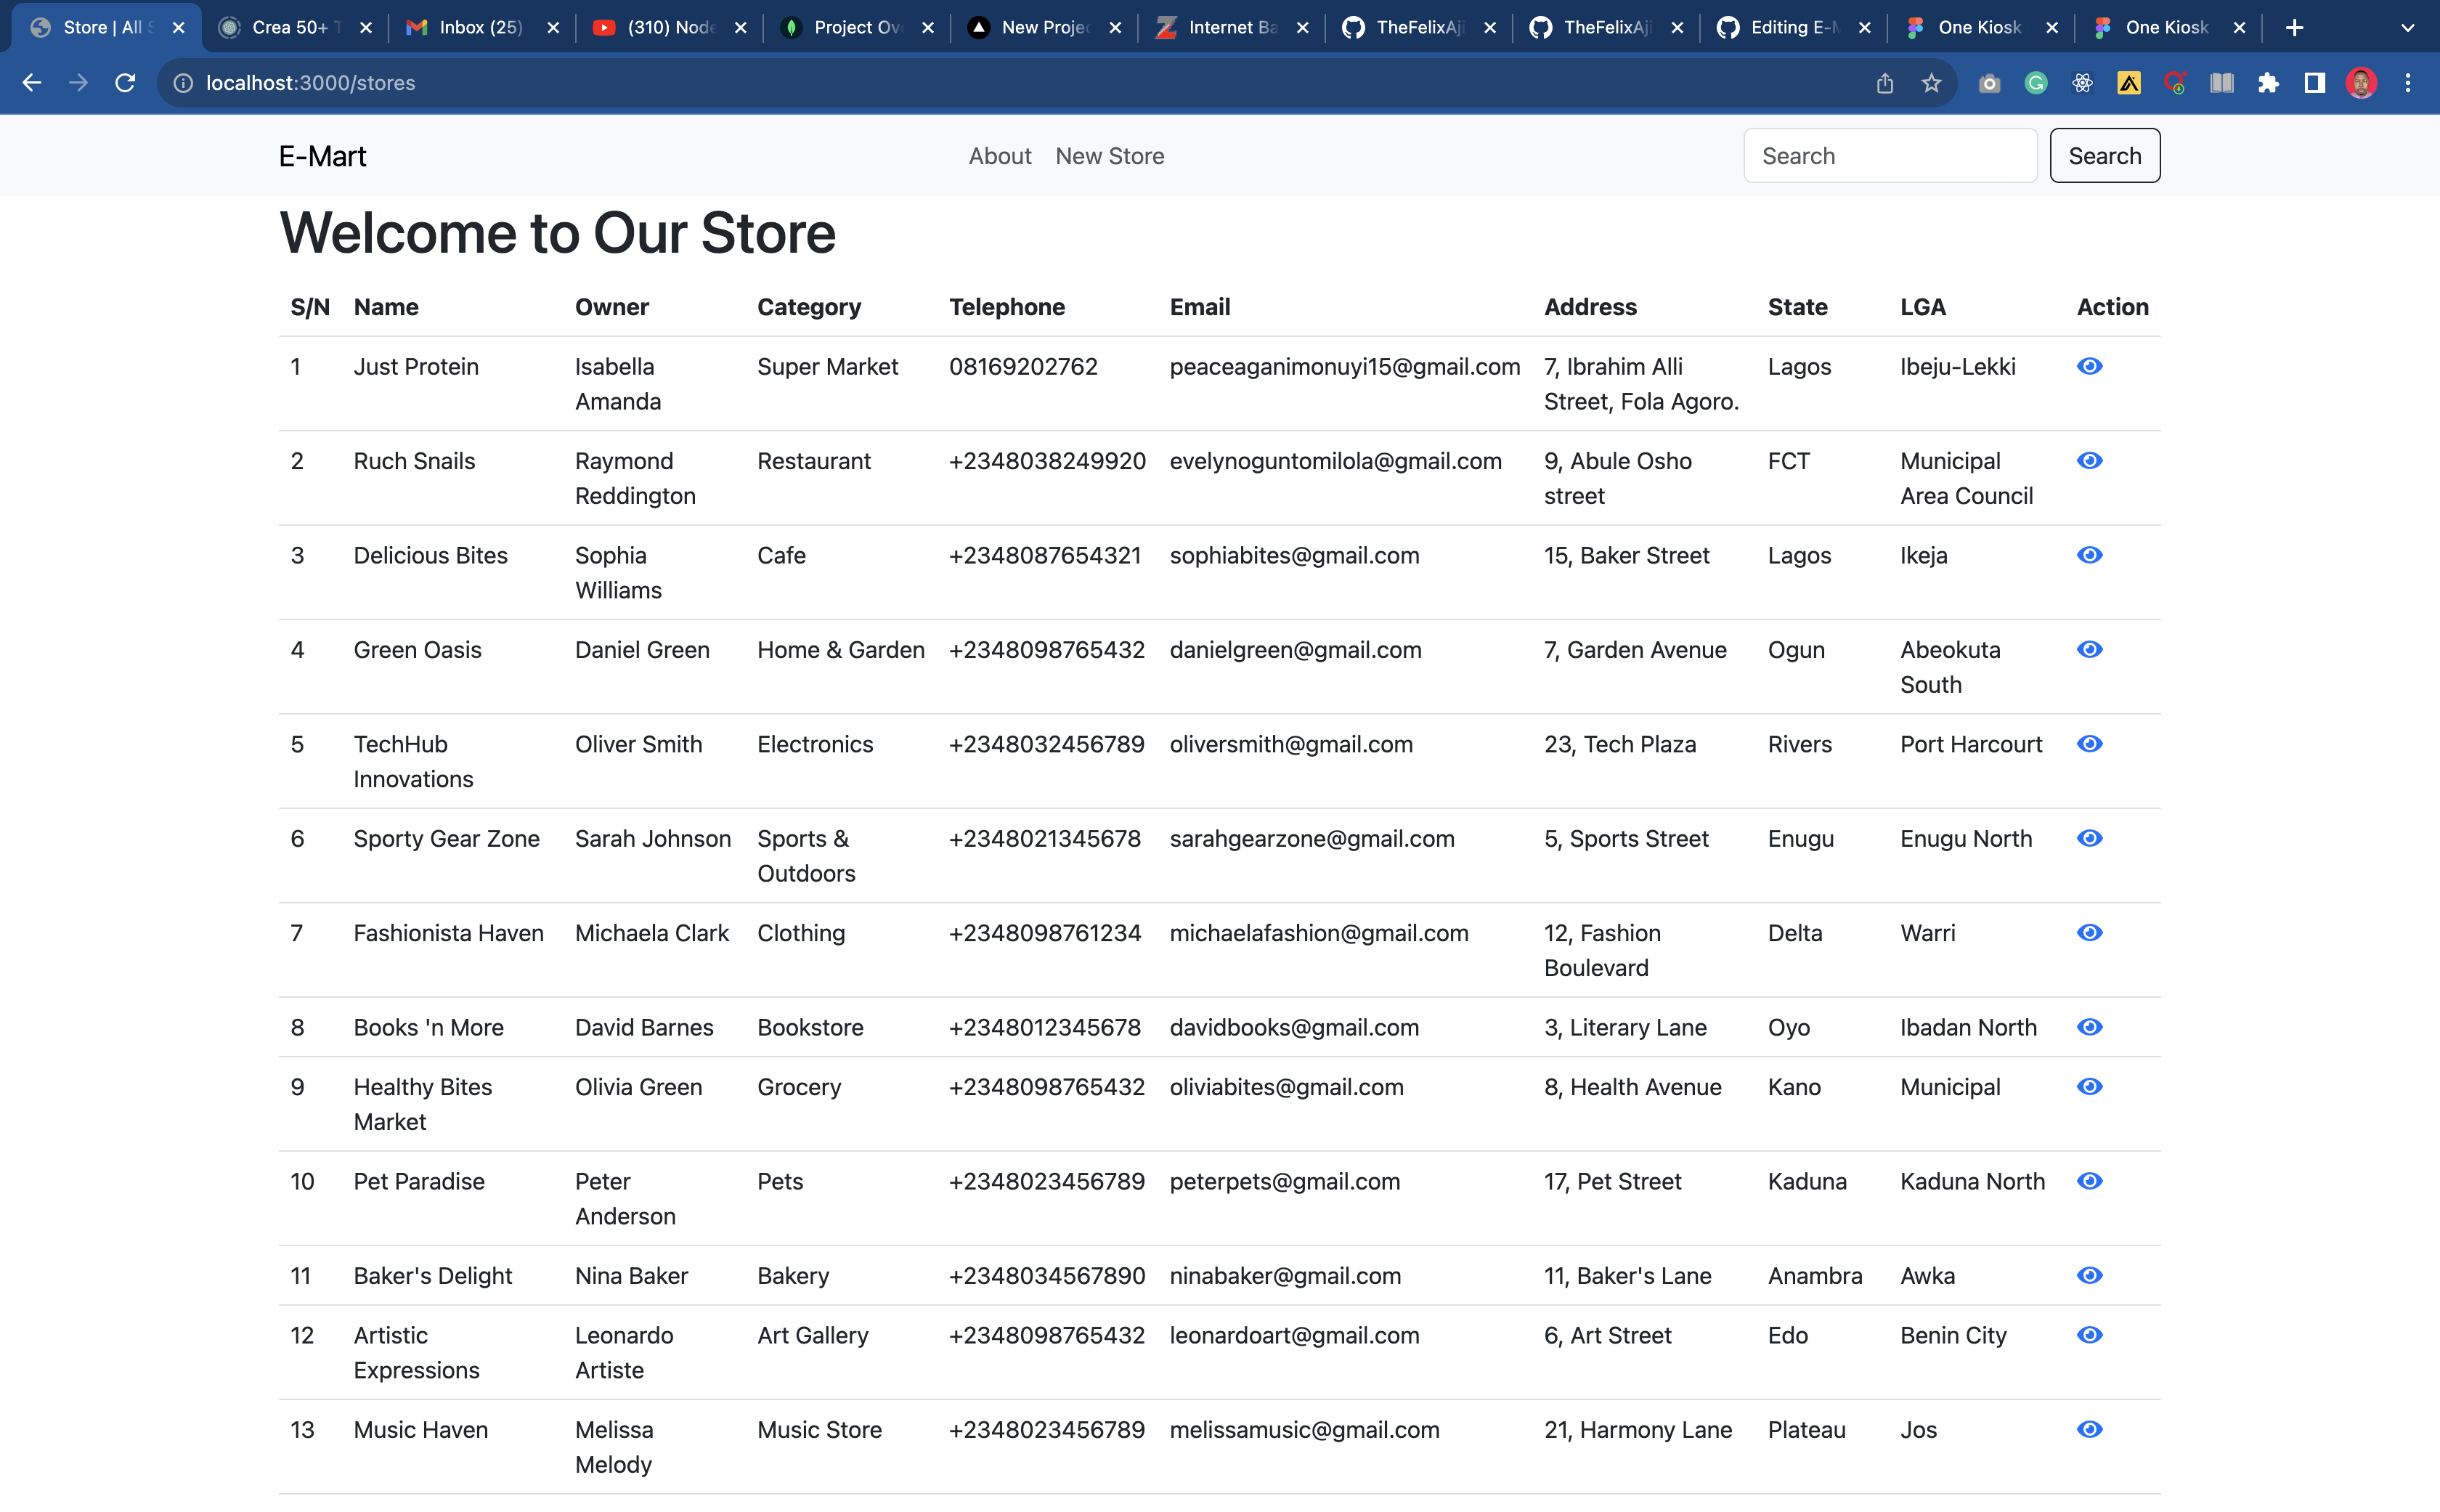 Store | All S
Crea 50+ T
Inbox (25)
(310) Node
Project Ov
New Projec
Internet Ba
TheFelixAji
TheFelixAji
Editing E-M
One Kiosk
One Kiosk
localhost:3000/stores
E-Mart About New Store Search Search
Welcome to Our Store
S/N Name Owner Category Telephone Email Address State LGA Action
1 Just Protein Isabella Super Market 08169202762 peaceaganimonuyi15@gmail.com 7, Ibrahim Alli Lagos Ibeju-Lekki
Amanda Street, Fola Agoro.
2 Ruch Snails Raymond Restaurant +2348038249920 evelynoguntomilola@gmail.com 9, Abule Osho FCT Municipal
Reddington street Area Council
3 Delicious Bites Sophia Cafe +2348087654321 sophiabites@gmail.com 15, Baker Street Lagos Ikeja
Williams
4 Green Oasis Daniel Green Home & Garden +2348098765432 danielgreen@gmail.com 7, Garden Avenue Ogun Abeokuta
South
5 TechHub Oliver Smith Electronics +2348032456789 oliversmith@gmail.com 23, Tech Plaza Rivers Port Harcourt
Innovations
6 Sporty Gear Zone Sarah Johnson Sports & +2348021345678 sarahgearzone@gmail.com 5, Sports Street Enugu Enugu North
Outdoors
7 Fashionista Haven Michaela Clark Clothing +2348098761234 michaelafashion@gmail.com 12, Fashion Delta Warri
Boulevard
8 Books 'n More David Barnes Bookstore +2348012345678 davidbooks@gmail.com 3, Literary Lane Oyo Ibadan North
9 Healthy Bites Olivia Green Grocery +2348098765432 oliviabites@gmail.com 8, Health Avenue Kano Municipal
Market
10 Pet Paradise Peter Pets +2348023456789 peterpets@gmail.com 17, Pet Street Kaduna Kaduna North
Anderson
11 Baker's Delight Nina Baker Bakery +2348034567890 ninabaker@gmail.com 11, Baker's Lane Anambra Awka
12 Artistic Leonardo Art Gallery +2348098765432 leonardoart@gmail.com 6, Art Street Edo Benin City
Expressions Artiste
13 Music Haven Melissa Music Store +2348023456789 melissamusic@gmail.com 21, Harmony Lane Plateau Jos
Melody